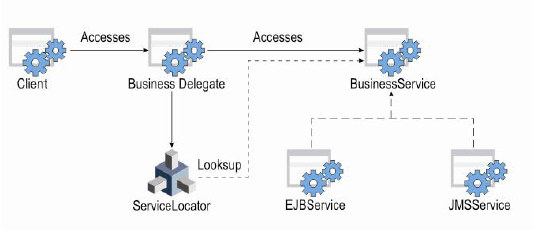 Accesses
Accesses
Client
Business Delegate
BusinessService
Looksup
ServiceLocator
EJBService
JMSService